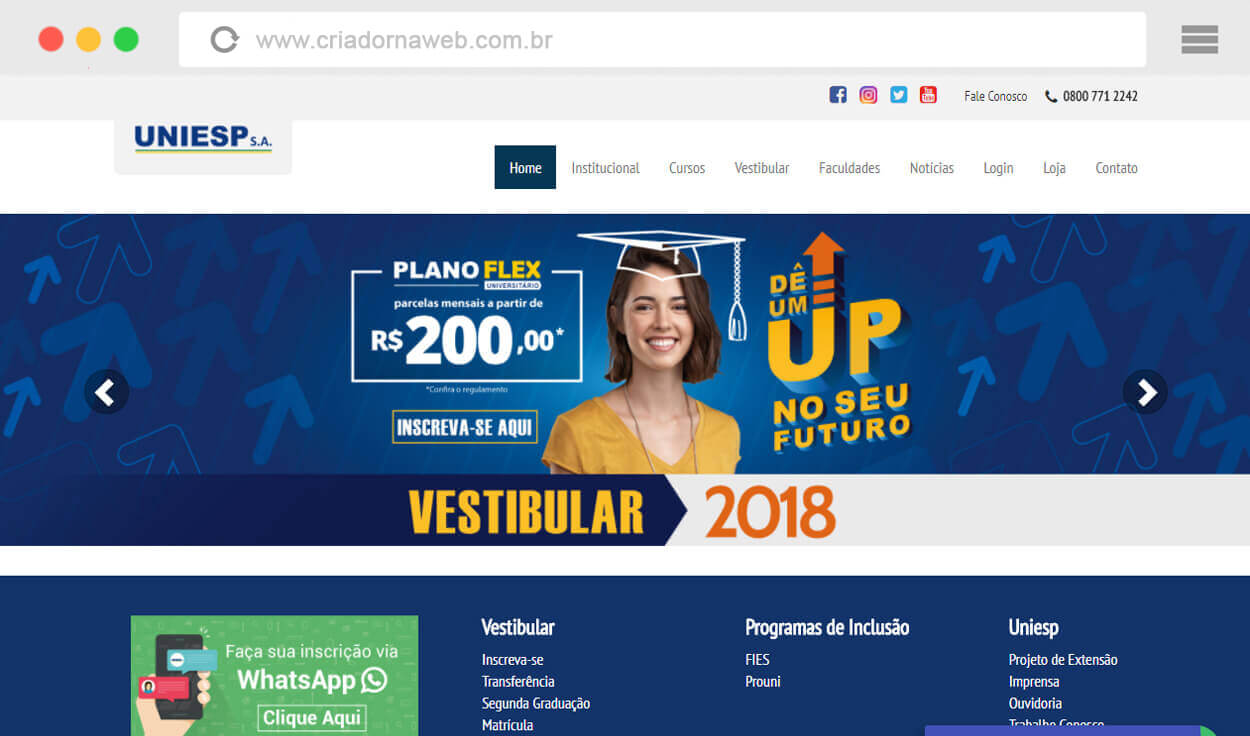 www.criadornaweb.com.br
Fale Conosco 0800 771 2242
UNIESP S.A.
Home Institucional Cursos Vestibular Faculdades Notícias Login Loja Contato
PLANO FLEX
UNIVERSITÁRIO
parcelas mensais a partir de
R$200,00*
*Confira o regulamento
INSCREVA-SE AQUI
DÊ
UM
UP
NO SEU
FUTURO
VESTIBULAR 2018
Faça sua inscrição via
WhatsApp
Clique Aqui
Vestibular
Inscreva-se
Transferência
Segunda Graduação
Matrícula
Programas de Inclusão
FIES
Prouni
Uniesp
Projeto de Extensão
Imprensa
Ouvidoria
Trabalhe Conosco